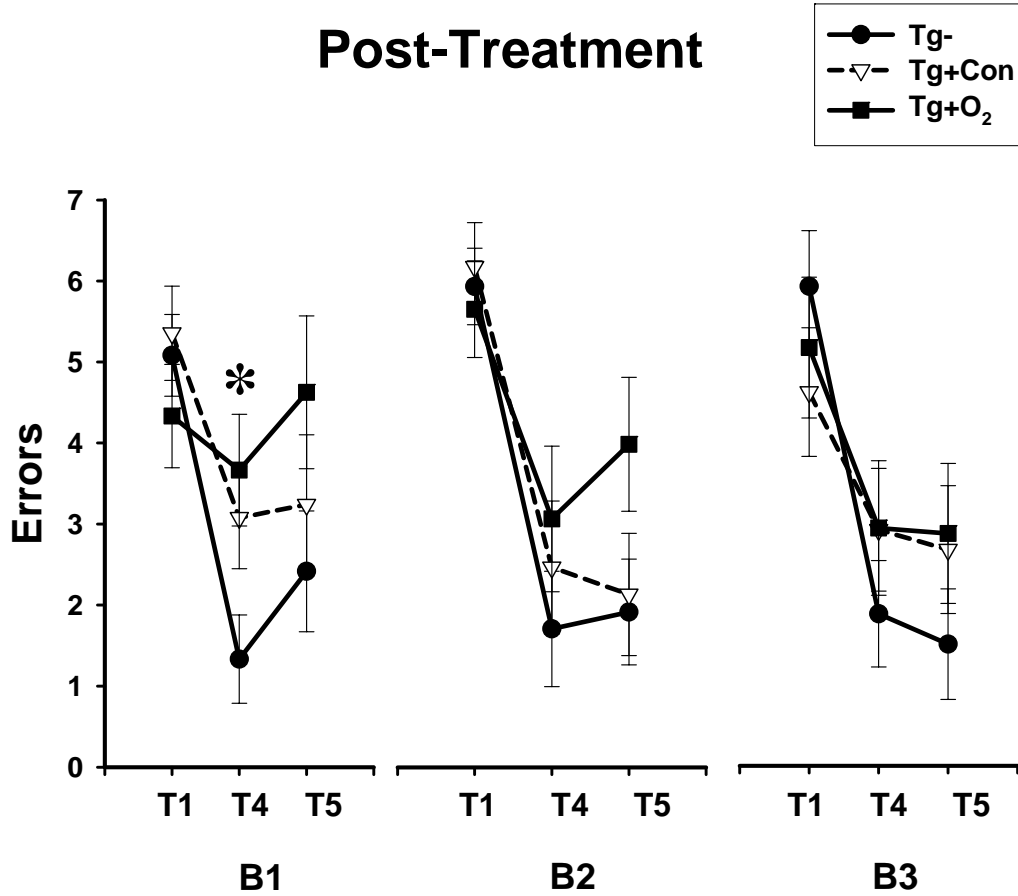 Post-Treatment
Tg-
Tg+Con
Tg+O₂
Errors
7
6
5
4
3
2
1
0
*
T1 T4 T5 T1 T4 T5 T1 T4 T5
B1 B2 B3